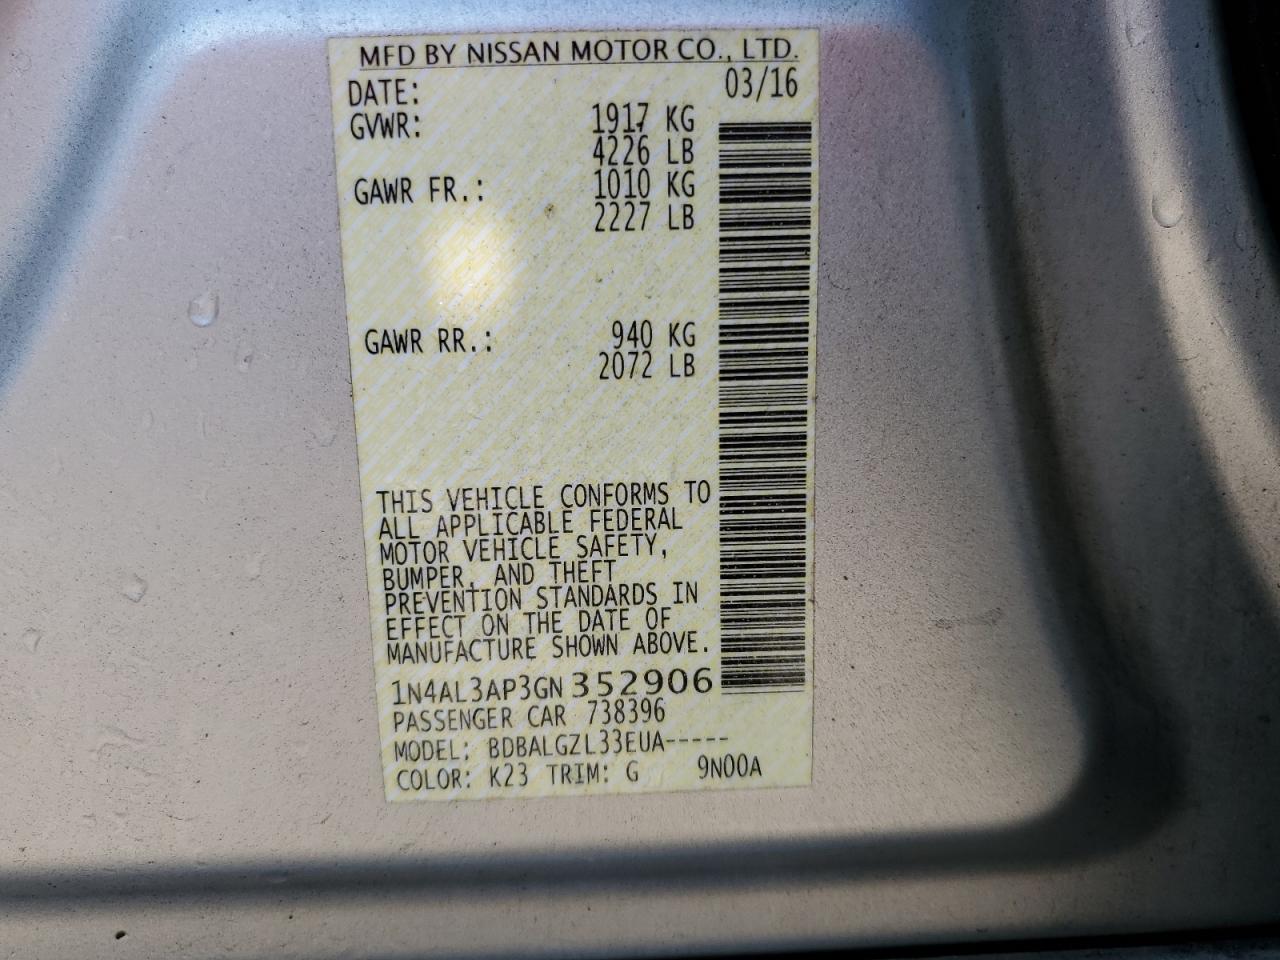 MFD BY NISSAN MOTOR CO., LTD.
DATE: 03/16
GVWR: 1917 KG
4226 LB
GAWR FR.: 1010 KG
2227 LB
GAWR RR.: 940 KG
2072 LB
THIS VEHICLE CONFORMS TO
ALL APPLICABLE FEDERAL
MOTOR VEHICLE SAFETY,
BUMPER, AND THEFT
PREVENTION STANDARDS IN
EFFECT ON THE DATE OF
MANUFACTURE SHOWN ABOVE.
1N4AL3AP3GN352906
PASSENGER CAR 738396
MODEL: BDBALGZL33EUA-----
COLOR: K23 TRIM: G 9N00A